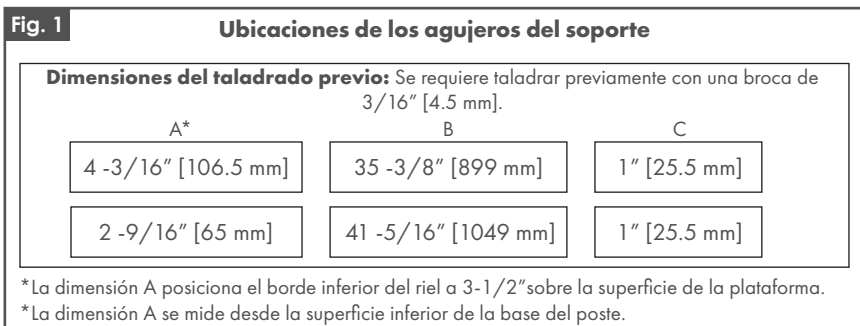 Fig. 1
Ubicaciones de los agujeros del soporte
Dimensiones del taladrado previo: Se requiere taladrar previamente con una broca de
3/16” [4.5 mm].
A* B C
4 -3/16” [106.5 mm] 35 -3/8” [899 mm] 1” [25.5 mm]
2 -9/16” [65 mm] 41 -5/16” [1049 mm] 1” [25.5 mm]
*La dimensión A posiciona el borde inferior del riel a 3-1/2”sobre la superficie de la plataforma.
*La dimensión A se mide desde la superficie inferior de la base del poste.